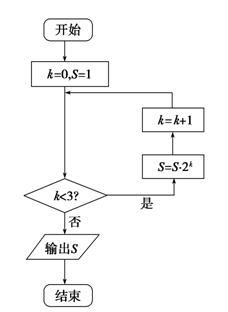 开始
k=0,S=1
k=k+1
S=S·2^k
k<3?
是
否
输出S
结束